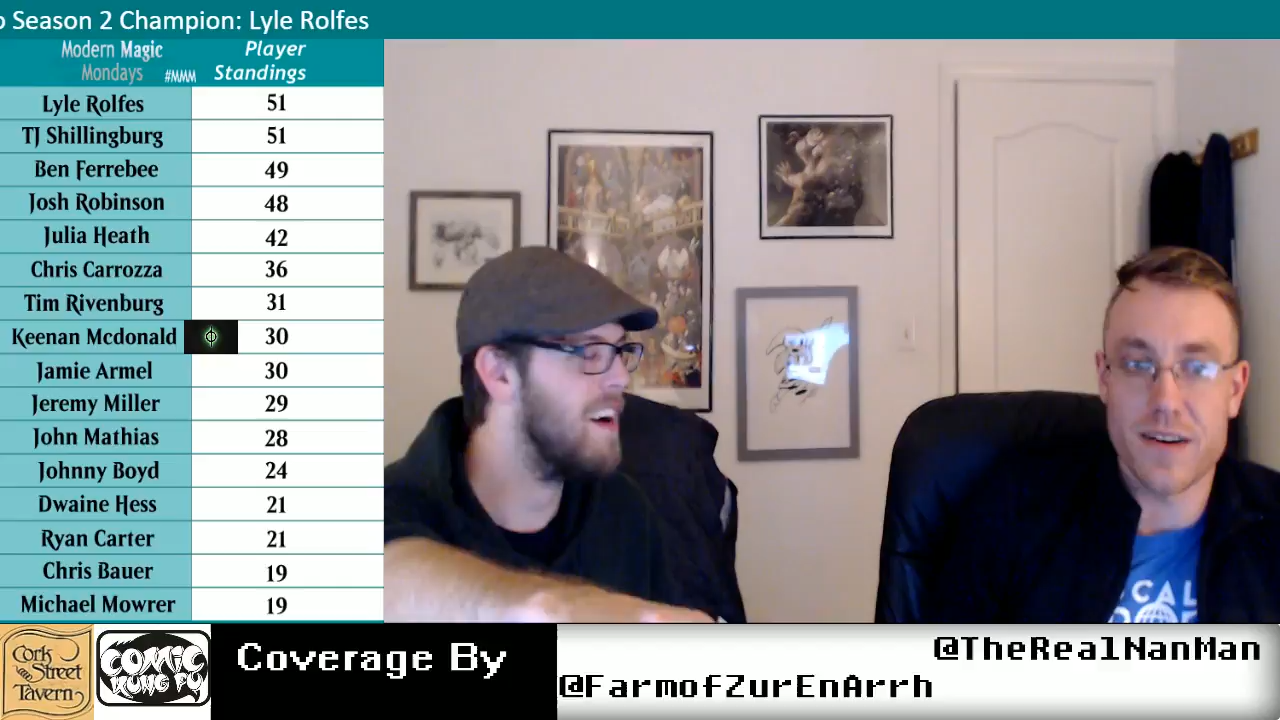 Season 2 Champion: Lyle Rolfes
Modern Magic
Mondays #MMM
Player
Standings
Lyle Rolfes 51
TJ Shillingburg 51
Ben Ferrebee 49
Josh Robinson 48
Julia Heath 42
Chris Carrozza 36
Tim Rivenburg 31
Keenan Mcdonald 30
Jamie Armel 30
Jeremy Miller 29
John Mathias 28
Johnny Boyd 24
Dwaine Hess 21
Ryan Carter 21
Chris Bauer 19
Michael Mowrer 19
Cork
Street
Tavern
COMIC
KUNG FU
Coverage By
@TheRealNanMan
@FarmofZurEnArrh
CAL